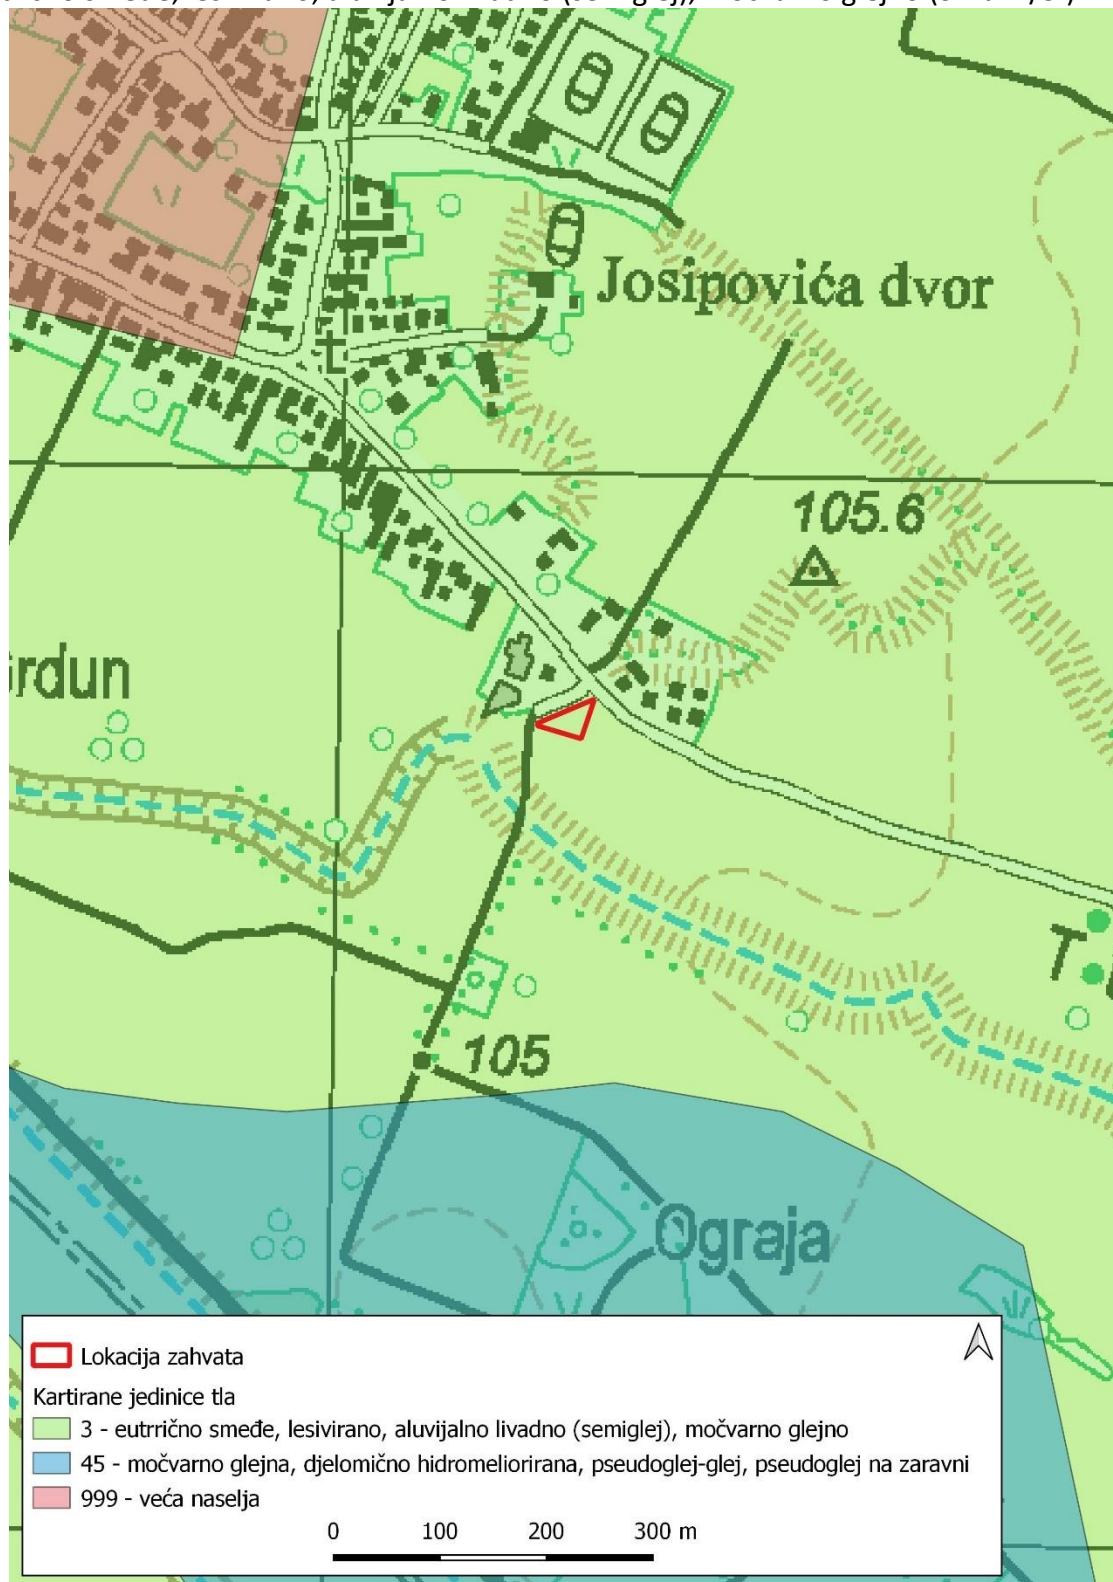 Josipovića dvor
105.6
rdun
T
105
Ograja
Lokacija zahvata
Kartirane jedinice tla
3 - eutrrično smeđe, lesivirano, aluvijalno livadno (semiglej), močvarno glejno
45 - močvarno glejna, djelomično hidromeliorirana, pseudoglej-glej, pseudoglej na zaravni
999 - veća naselja
0 100 200 300 m